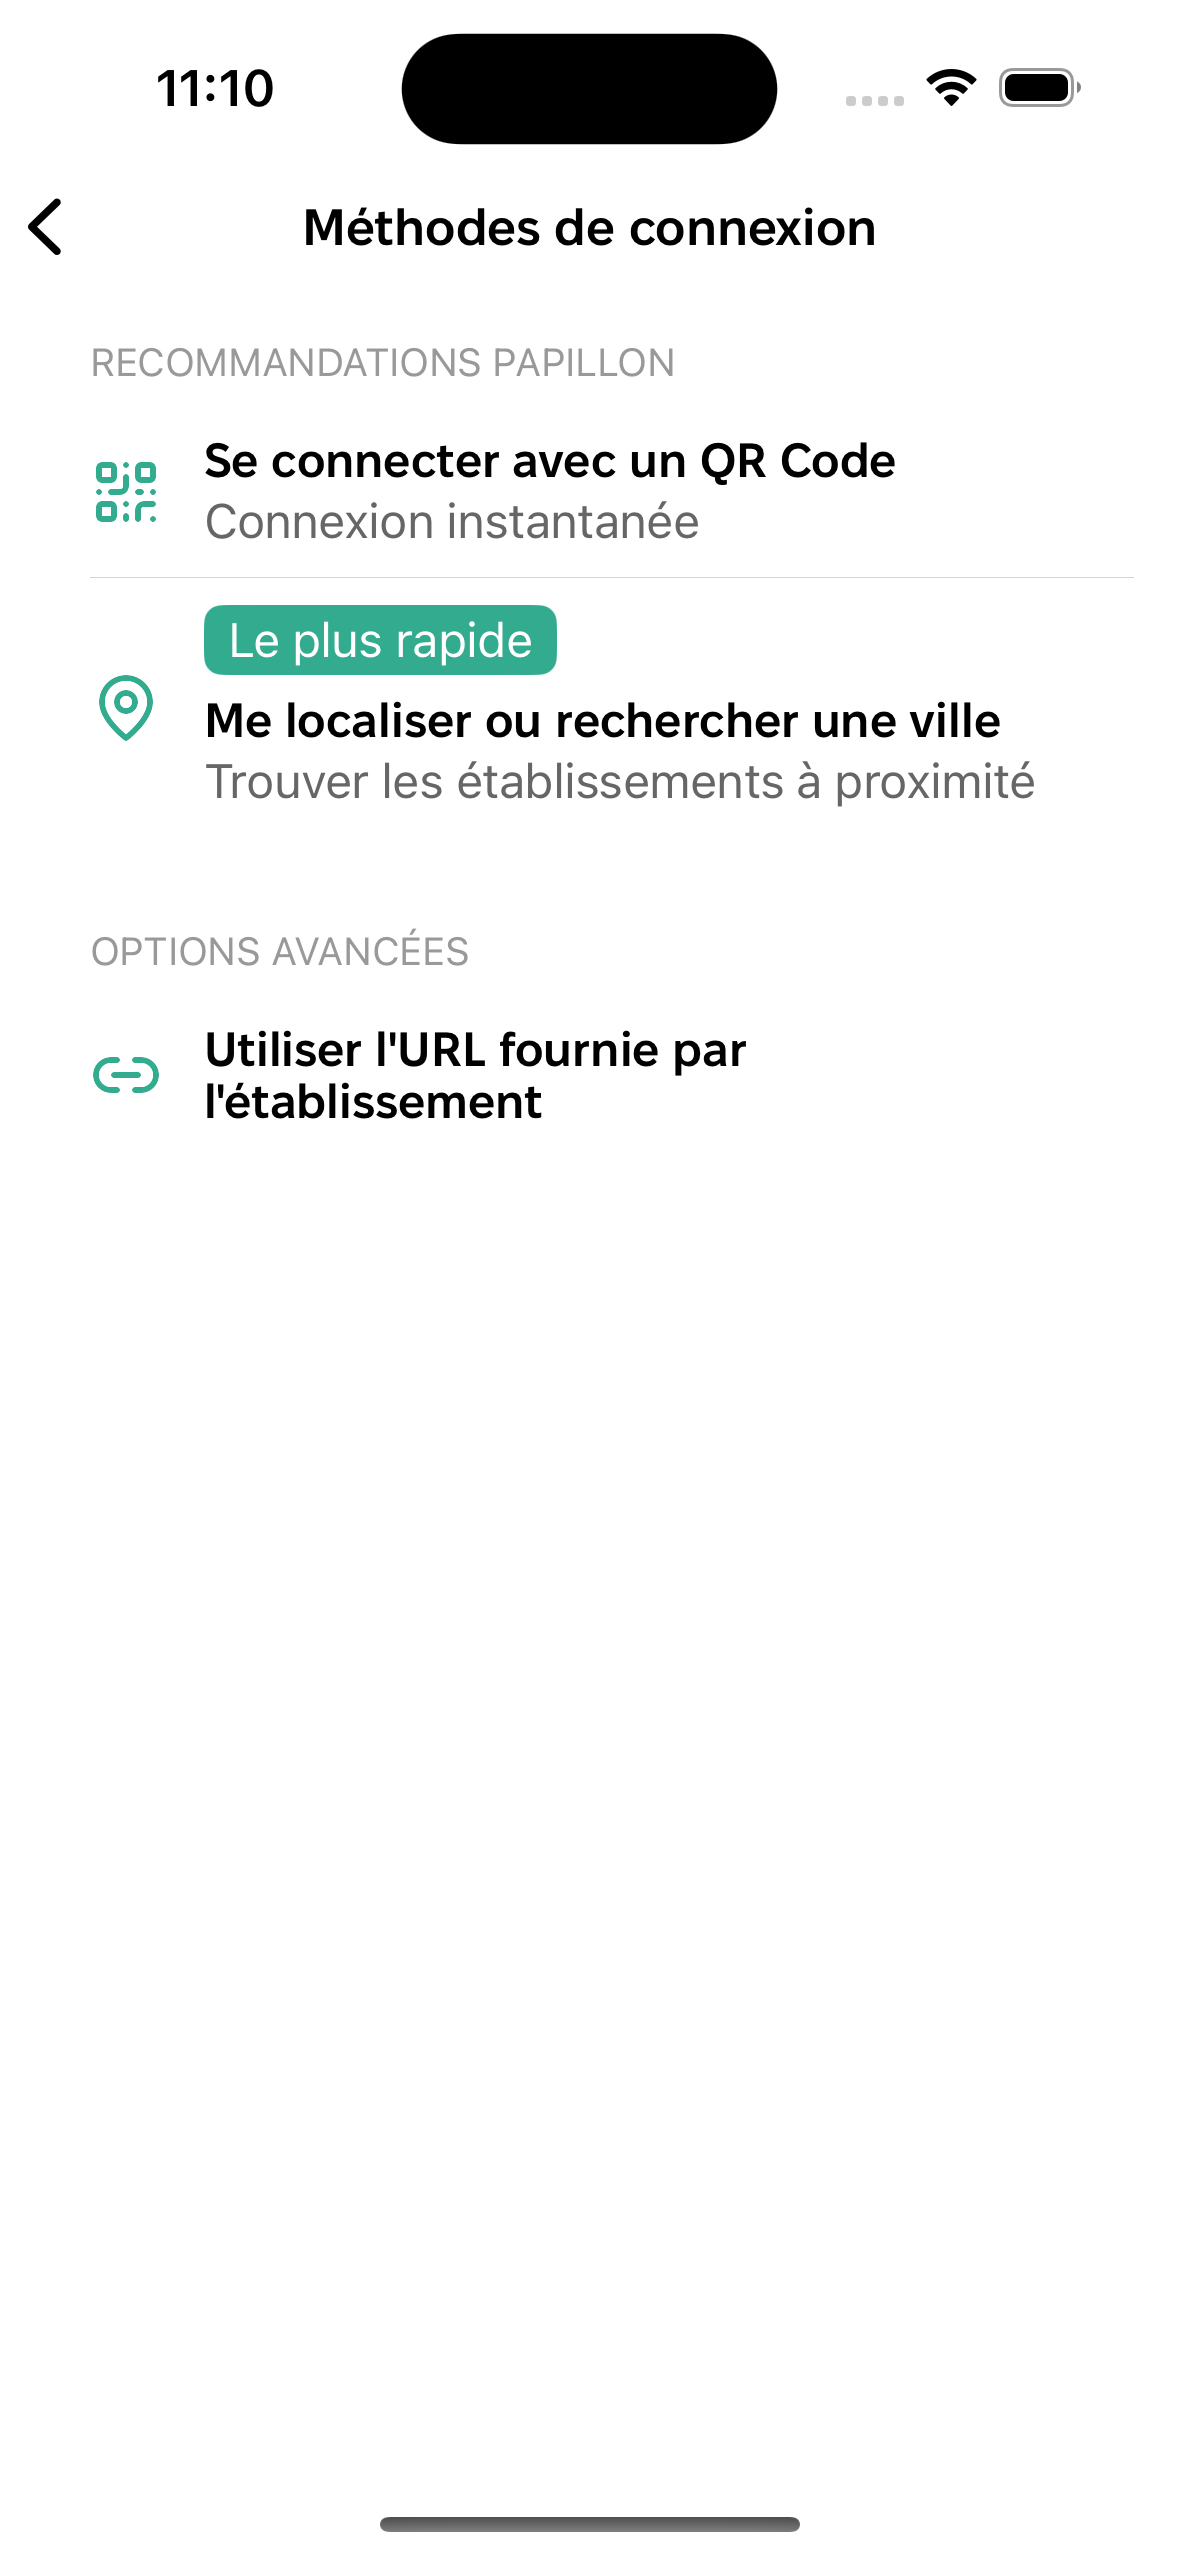 11:10
Méthodes de connexion
RECOMMANDATIONS PAPILLON
Se connecter avec un QR Code
Connexion instantanée
Le plus rapide
Me localiser ou rechercher une ville
Trouver les établissements à proximité
OPTIONS AVANCÉES
Utiliser l'URL fournie par
l'établissement